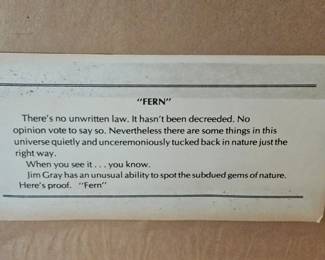 "FERN"
There's no unwritten law. It hasn't been decreeded. No
opinion vote to say so. Nevertheless there are some things in this
universe quietly and unceremoniously tucked back in nature just the
right way.
When you see it . . . you know.
Jim Gray has an unusual ability to spot the subdued gems of nature.
Here's proof. "Fern"